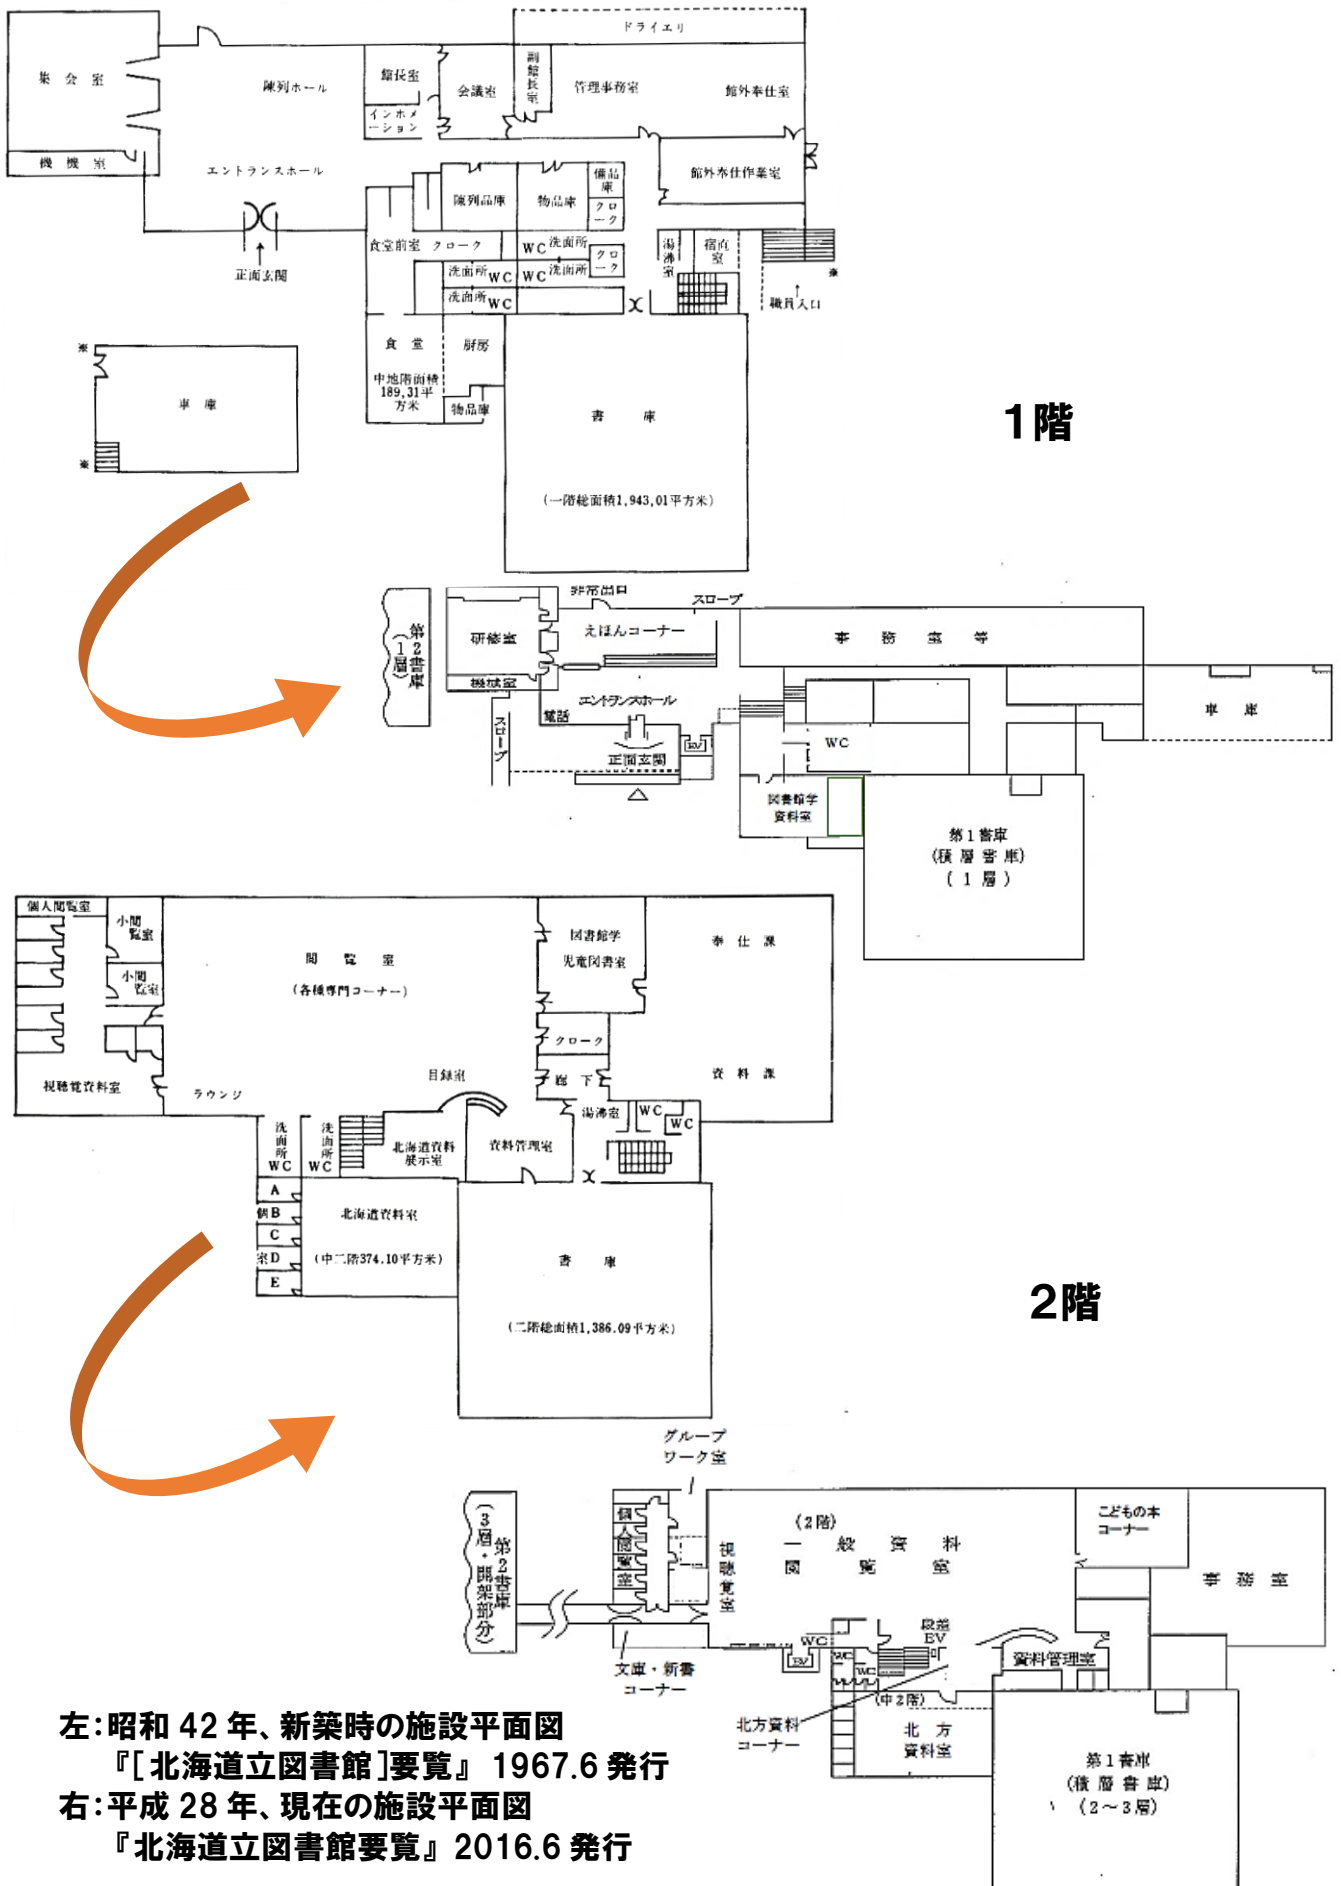 ドライエリ
集会室
陳列ホール
館長室
インホメ
ーション
会議室
副館長室
管理事務室
館外奉仕室
機機室
エントランスホール
正面玄関
陳列品庫
物品庫
備品
庫
クロ
ーク
館外奉仕作業室
食堂前室
クローク
WC
洗面所
クロ
ーク
洗面所
WC
WC
洗面所
洗面所
WC
湯沸室
宿直
室
※
職員入口
食堂
中地階面積
189,31平
方米
厨房
物品庫
書庫
(一階総面積1,943,01平方米)
※
車庫
※
1階
第2書庫
(1層)
研修室
機械室
非常出口
えほんコーナー
スロープ
事務室等
エントランスホール
電話
スロープ
正面玄関
EV
WC
車庫
図書館学
資料室
第1書庫
(積層書庫)
(1層)
個人閲覧室
小閲
覧室
小閲
覧室
閲覧室
(各種専門コーナー)
図書館学
児童図書室
奉仕課
クローク
目録室
廊下
資料課
視聴覚資料室
ラウンジ
洗面所
WC
洗面所
WC
北海道資料
展示室
資料管理室
湯沸室
WC
WC
A
個B
C
室D
E
北海道資料室
(中二階374.10平方米)
書庫
(二階総面積1,386.09平方米)
2階
グループ
ワーク室
第2書庫
(3層・開架部分)
個人閲覧室
視聴覚室
(2階)
一般資料
閲覧室
こどもの本
コーナー
事務室
文庫・新書
コーナー
WC
EV
WC
WC
段差
EV
資料管理室
(中2階)
北方資料
コーナー
北方
資料室
第1書庫
(積層書庫)
(2～3層)
左:昭和 42 年、新築時の施設平面図
『[北海道立図書館]要覧』 1967.6 発行
右:平成 28 年、現在の施設平面図
『北海道立図書館要覧』2016.6 発行